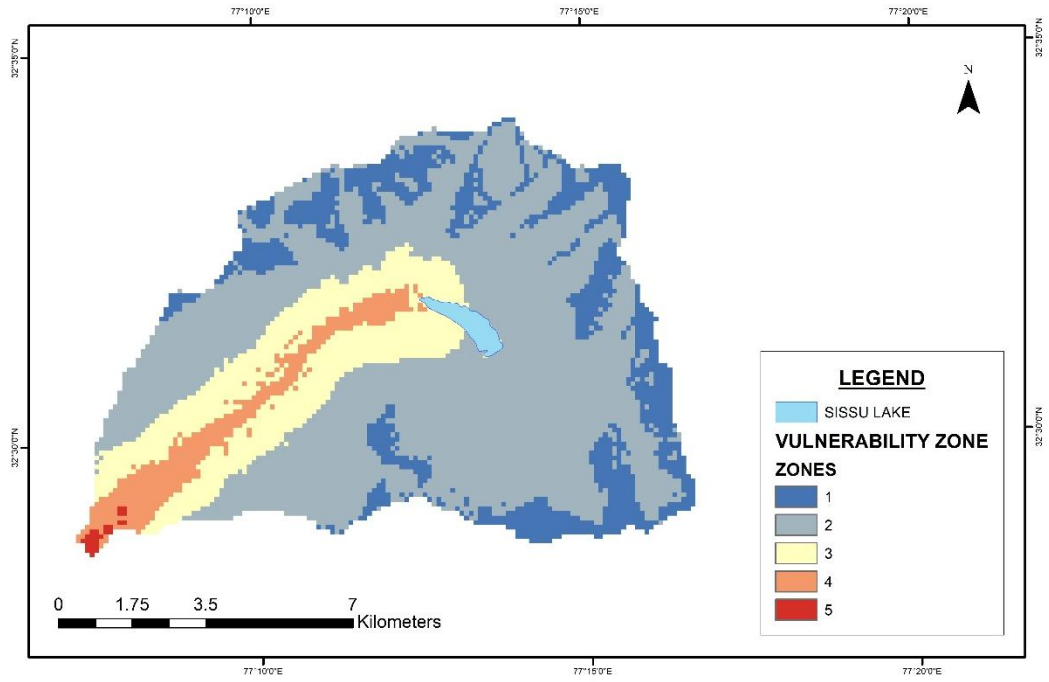 77°10'0"E 77°15'0"E 77°20'0"E
32°35'0"N
32°35'0"N
N
LEGEND
SISSU LAKE
VULNERABILITY ZONE
ZONES
1
2
3
4
5
32°30'0"N
32°30'0"N
0 1.75 3.5 7
Kilometers
77°10'0"E 77°15'0"E 77°20'0"E